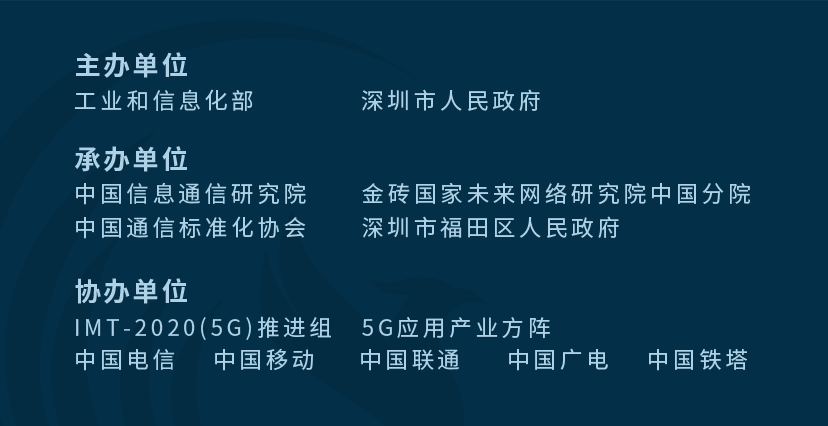 主办单位
工业和信息化部 深圳市人民政府
承办单位
中国信息通信研究院 金砖国家未来网络研究院中国分院
中国通信标准化协会 深圳市福田区人民政府
协办单位
IMT-2020(5G)推进组 5G应用产业方阵
中国电信 中国移动 中国联通 中国广电 中国铁塔